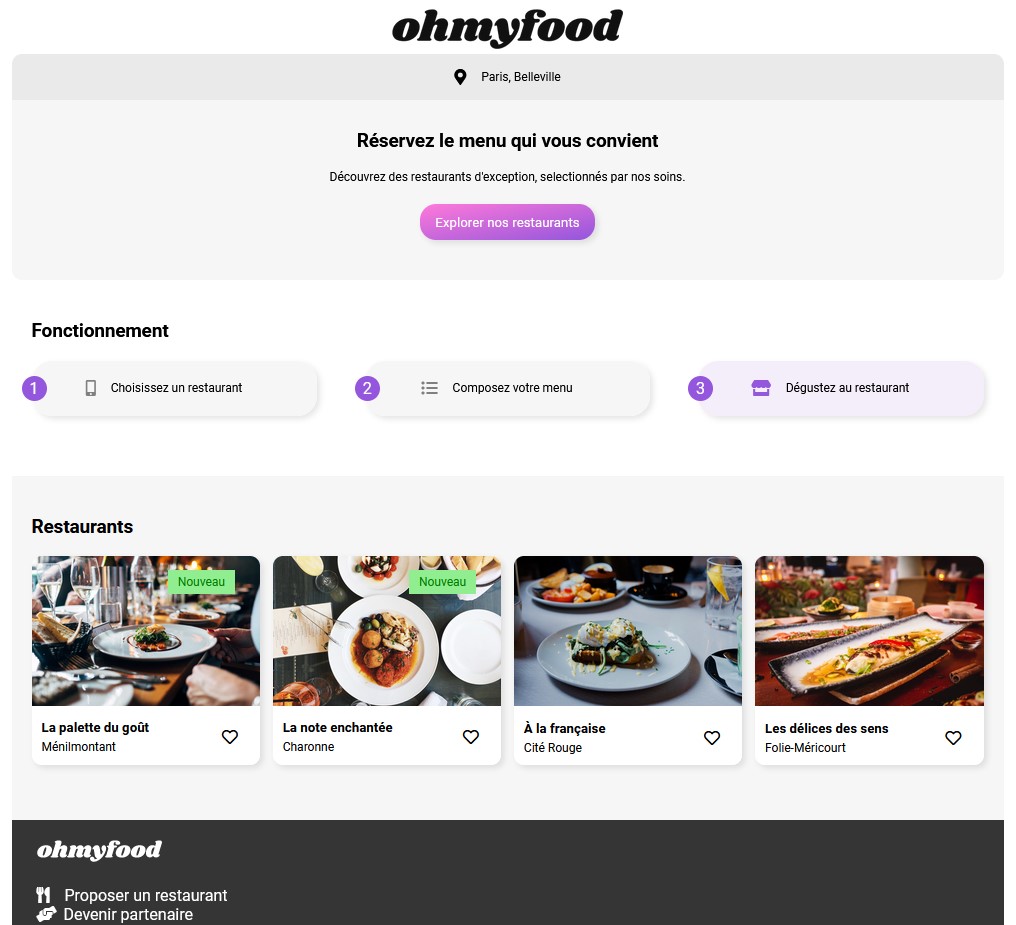 ohmyfood
Paris, Belleville
Réservez le menu qui vous convient
Découvrez des restaurants d'exception, selectionnés par nos soins.
Explorer nos restaurants
Fonctionnement
1 Choisissez un restaurant
2 Composez votre menu
3 Dégustez au restaurant
Restaurants
Nouveau
Nouveau
La palette du goût
Ménilmontant
La note enchantée
Charonne
À la française
Cité Rouge
Les délices des sens
Folie-Méricourt
ohmyfood
Proposer un restaurant
Devenir partenaire